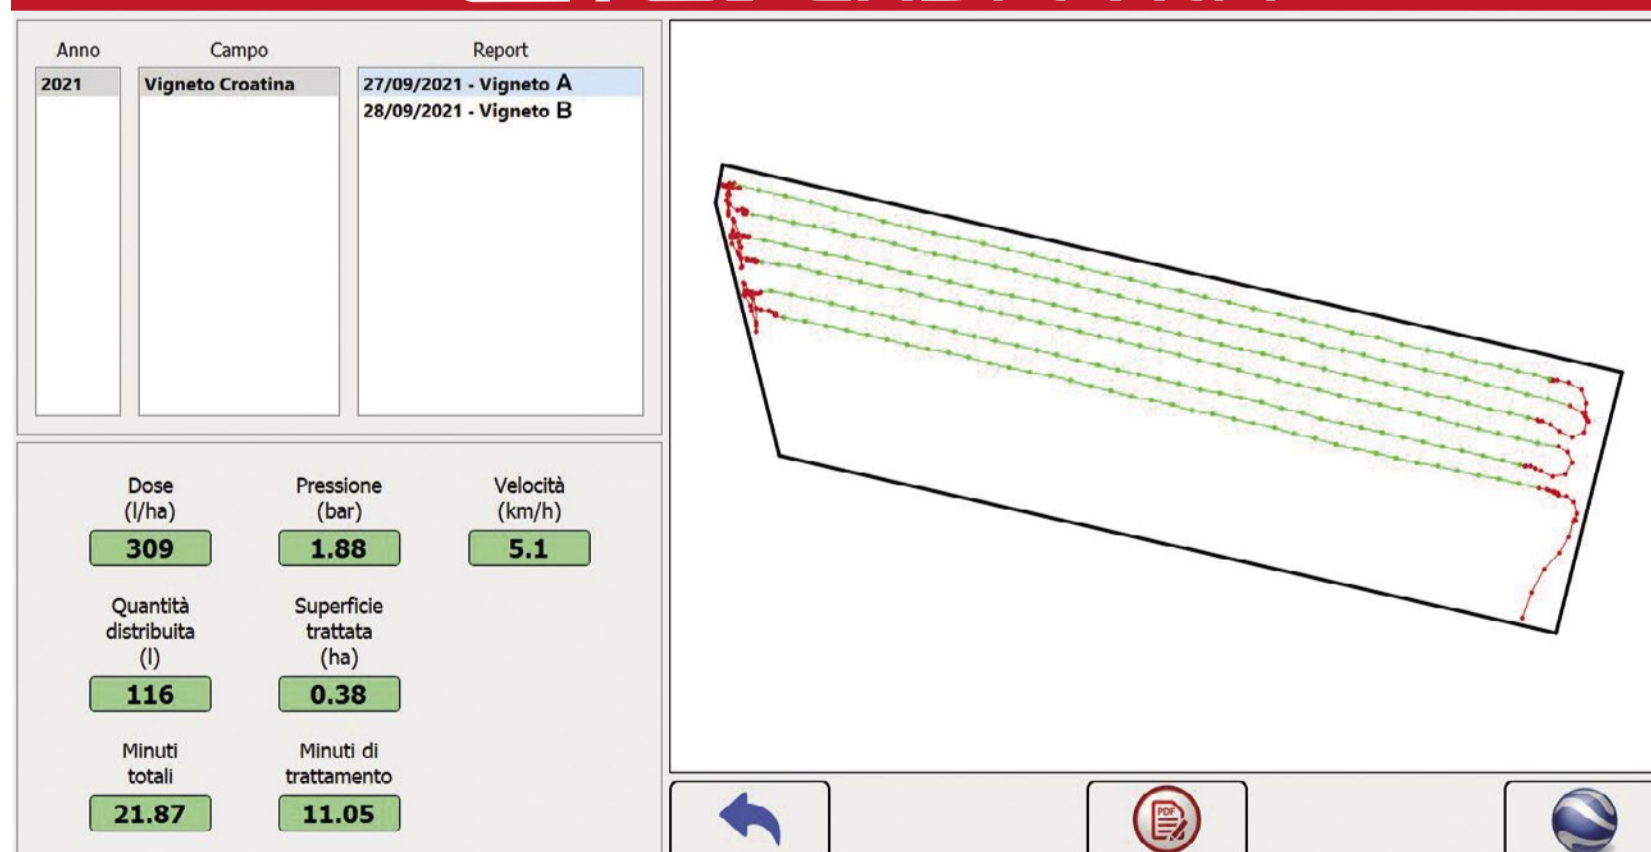 Anno
Campo
Report
2021
Vigneto Croatina
27/09/2021 - Vigneto A
28/09/2021 - Vigneto B
Dose
(l/ha)
Pressione
(bar)
Velocità
(km/h)
309
1.88
5.1
Quantità
distribuita
(l)
Superficie
trattata
(ha)
116
0.38
Minuti
totali
Minuti di
trattamento
21.87
11.05
PDF